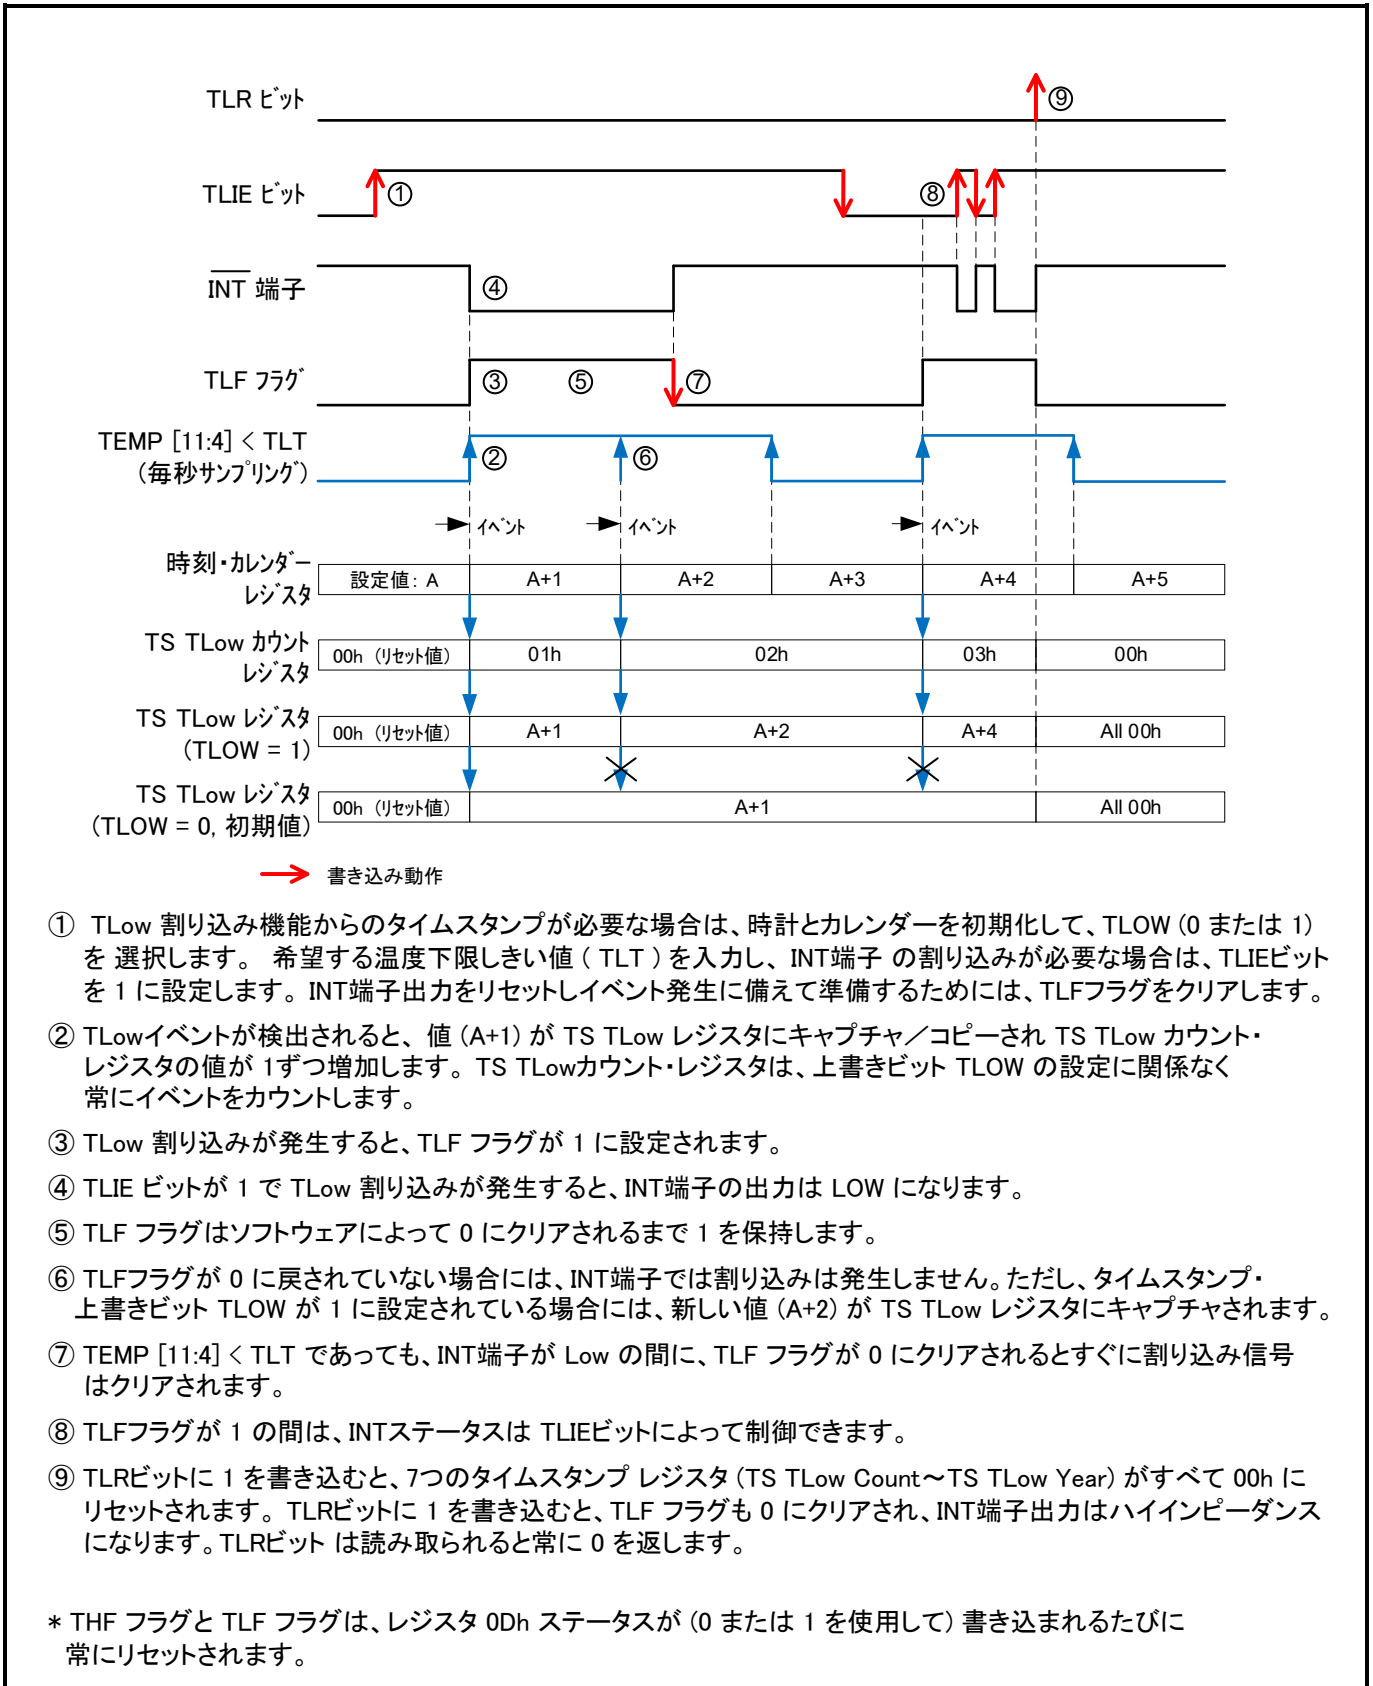 TLR ビット
⑨
TLIE ビット
①
⑧
INT 端子
④
TLF フラグ
③
⑤
⑦
TEMP [11:4] < TLT
(毎秒サンプリング)
②
⑥
イベント
イベント
イベント
時刻・カレンダー
レジスタ
設定値: A
A+1
A+2
A+3
A+4
A+5
TS TLow カウント
レジスタ
00h (リセット値)
01h
02h
03h
00h
TS TLow レジスタ
(TLOW = 1)
00h (リセット値)
A+1
A+2
A+4
All 00h
TS TLow レジスタ
(TLOW = 0, 初期値)
00h (リセット値)
A+1
All 00h
書き込み動作
① TLow 割り込み機能からのタイムスタンプが必要な場合は、時計とカレンダーを初期化して、TLOW (0 または 1)
を 選択します。 希望する温度下限しきい値 ( TLT ) を入力し、 INT端子 の割り込みが必要な場合は、TLIEビット
を 1 に設定します。INT端子出力をリセットしイベント発生に備えて準備するためには、TLFフラグをクリアします。
② TLowイベントが検出されると、 値 (A+1) が TS TLow レジスタにキャプチャ／コピーされ TS TLow カウント・
レジスタの値が 1ずつ増加します。TS TLowカウント・レジスタは、上書きビット TLOW の設定に関係なく
常にイベントをカウントします。
③ TLow 割り込みが発生すると、TLF フラグが 1 に設定されます。
④ TLIE ビットが 1 で TLow 割り込みが発生すると、INT端子の出力は LOW になります。
⑤ TLF フラグはソフトウェアによって 0 にクリアされるまで 1 を保持します。
⑥ TLFフラグが 0 に戻されていない場合には、INT端子では割り込みは発生しません。ただし、タイムスタンプ・
上書きビット TLOW が 1 に設定されている場合には、新しい値 (A+2) が TS TLow レジスタにキャプチャされます。
⑦ TEMP [11:4] < TLT であっても、INT端子が Low の間に、TLF フラグが 0 にクリアされるとすぐに割り込み信号
はクリアされます。
⑧ TLFフラグが 1 の間は、INTステータスは TLIEビットによって制御できます。
⑨ TLRビットに 1 を書き込むと、7つのタイムスタンプ レジスタ (TS TLow Count～TS TLow Year) がすべて 00h に
リセットされます。TLRビットに 1 を書き込むと、TLF フラグも 0 にクリアされ、INT端子出力はハイインピーダンス
になります。TLRビット は読み取られると常に 0 を返します。
* THF フラグと TLF フラグは、レジスタ 0Dh ステータスが (0 または 1 を使用して) 書き込まれるたびに
常にリセットされます。